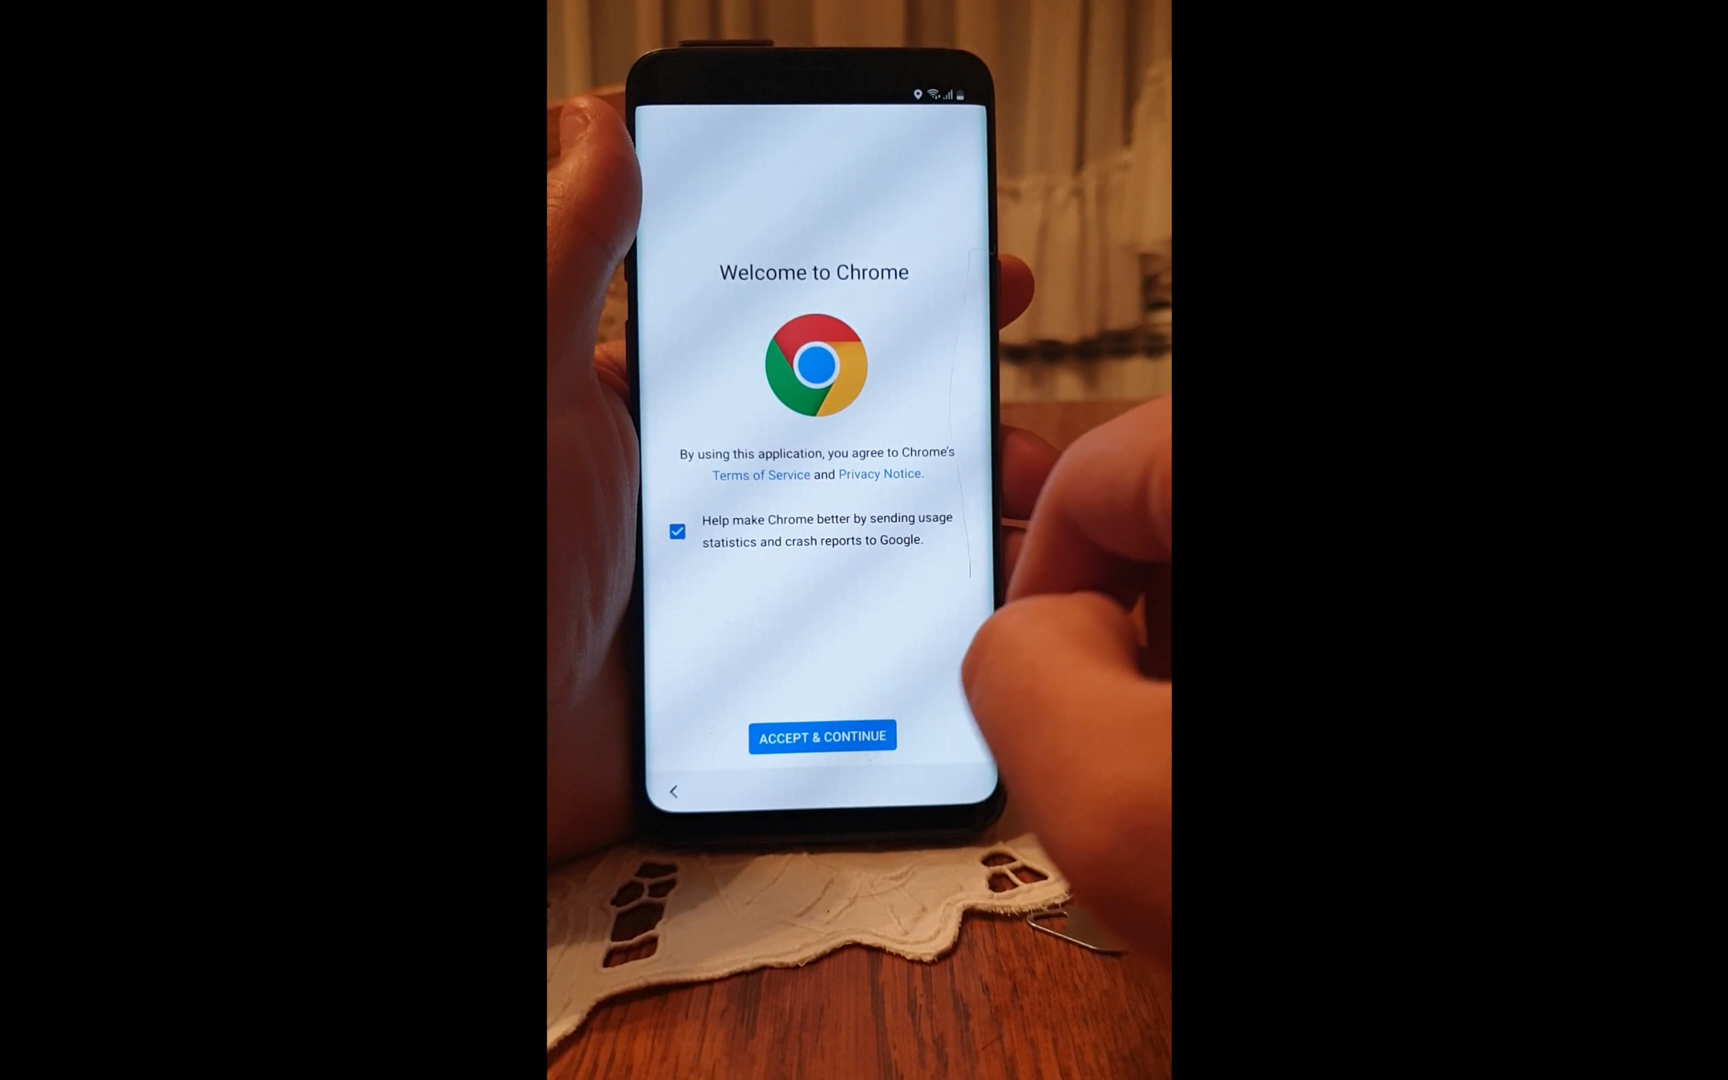 Welcome to Chrome
By using this application, you agree to Chrome's
Terms of Service and Privacy Notice.
Help make Chrome better by sending usage
statistics and crash reports to Google.
ACCEPT & CONTINUE